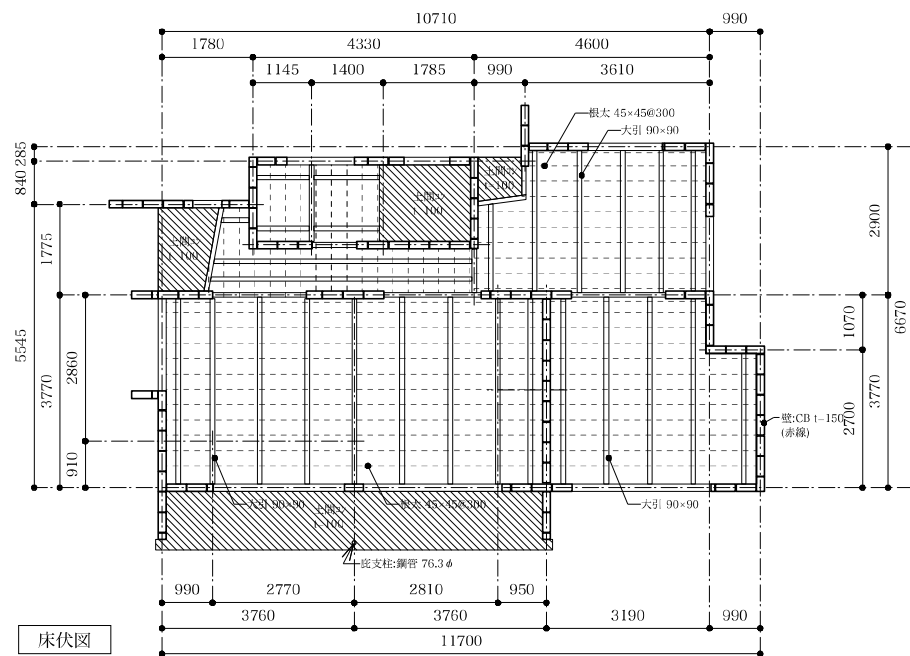 10710
990
1780
4330
4600
1145
1400
1785
990
3610
根太 45×45@300
大引 90×90
285
840
1775
5545
3770
2860
910
土間コン
t=100
土間コン
t=100
土間コン
t=100
2900
6670
1070
3770
2700
壁:CB t=150
(赤線)
大引 90×90
根太 45×45@300
大引 90×90
土間コン
t=100
庇支柱:鋼管 76.3φ
990
2770
2810
950
3760
3760
3190
990
11700
床伏図